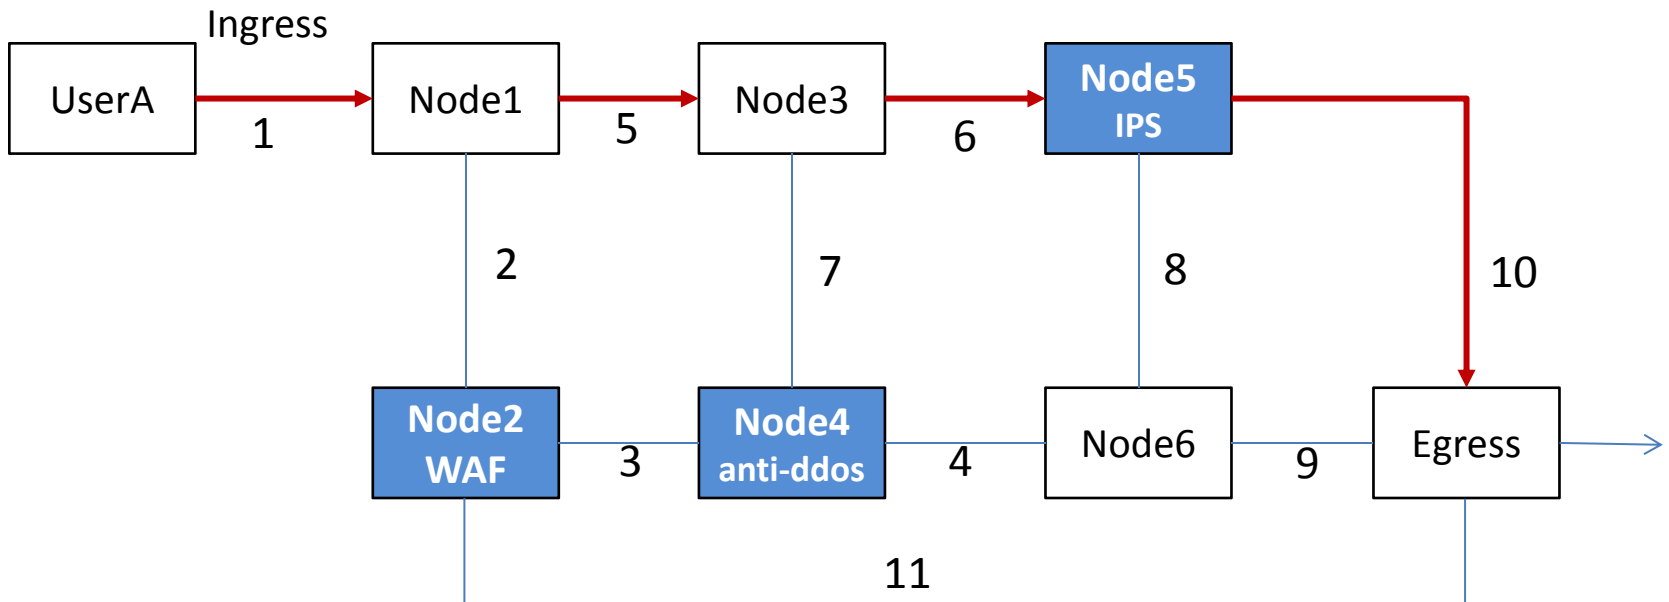 Ingress
UserA
1
Node1
5
Node3
6
Node5
IPS
2
7
8
10
Node2
WAF
3
Node4
anti-ddos
4
Node6
9
Egress
11